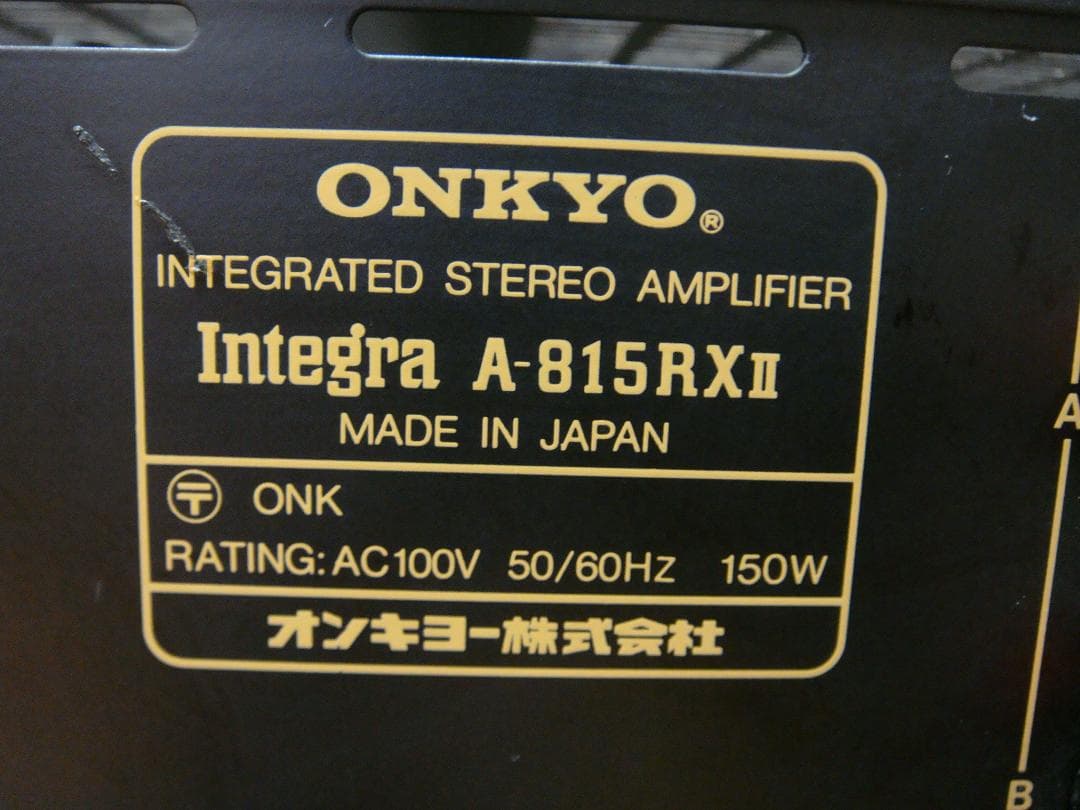 ONKYO®
INTEGRATED STEREO AMPLIFIER
Integra A-815RXII
MADE IN JAPAN
〶 ONK
RATING: AC100V 50/60Hz 150W
オンキヨー株式会社
A
B